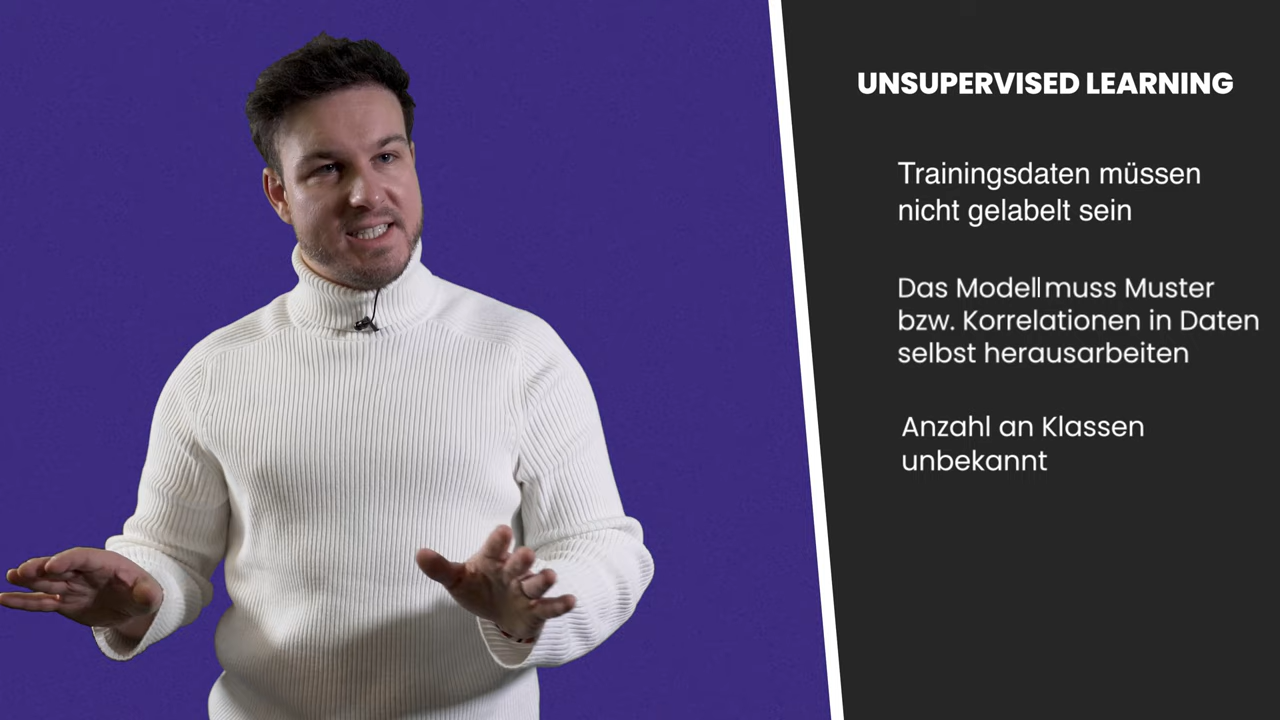 UNSUPERVISED LEARNING
Trainingsdaten müssen
nicht gelabelt sein
Das Modell muss Muster
bzw. Korrelationen in Daten
selbst herausarbeiten
Anzahl an Klassen
unbekannt